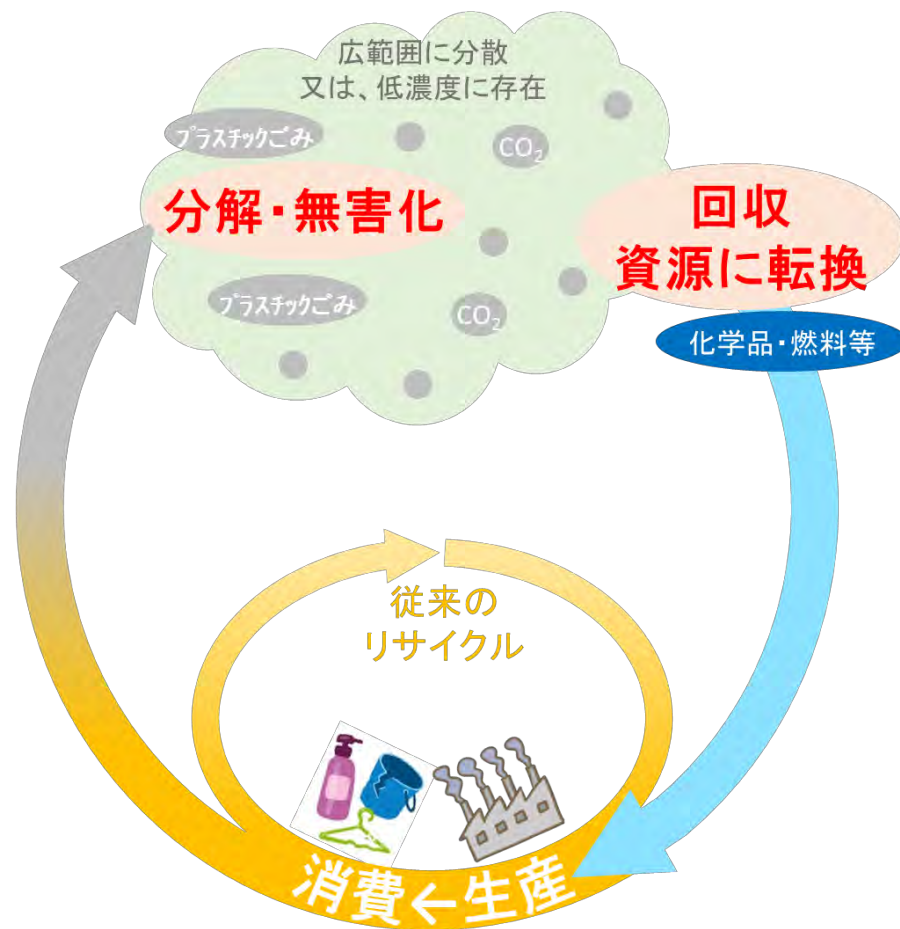 広範囲に分散
又は、低濃度に存在
プラスチックごみ
CO₂
分解・無害化
回収
資源に転換
プラスチックごみ
CO₂
化学品・燃料等
従来の
リサイクル
消費←生産